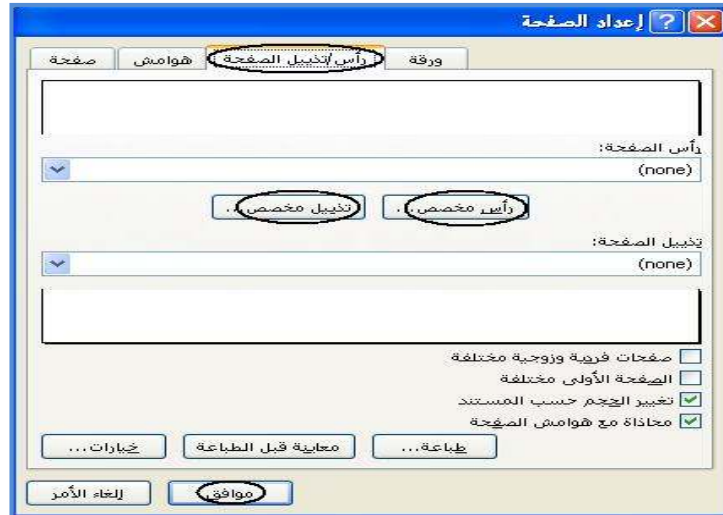 إعداد الصفحة
صفحة هوامش رأس/تذييل الصفحة ورقة
رأس الصفحة:
(none)
رأس مخصص... تذييل مخصص...
تذييل الصفحة:
(none)
صفحات فردية وزوجية مختلفة
الصفحة الأولى مختلفة
تغيير الحجم حسب المستند
محاذاة مع هوامش الصفحة
طباعة... معاينة قبل الطباعة خيارات...
موافق إلغاء الأمر